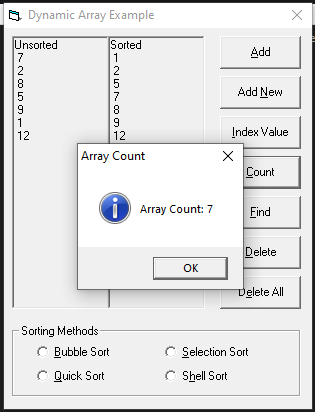 Dynamic Array Example
Unsorted Sorted
7 1
2 2
8 5
5 7
9 8
1 9
12 12
Add
Add New
Index Value
Count
Find
Delete
Delete All
Array Count
Array Count: 7
OK
Sorting Methods
Bubble Sort Selection Sort
Quick Sort Shell Sort